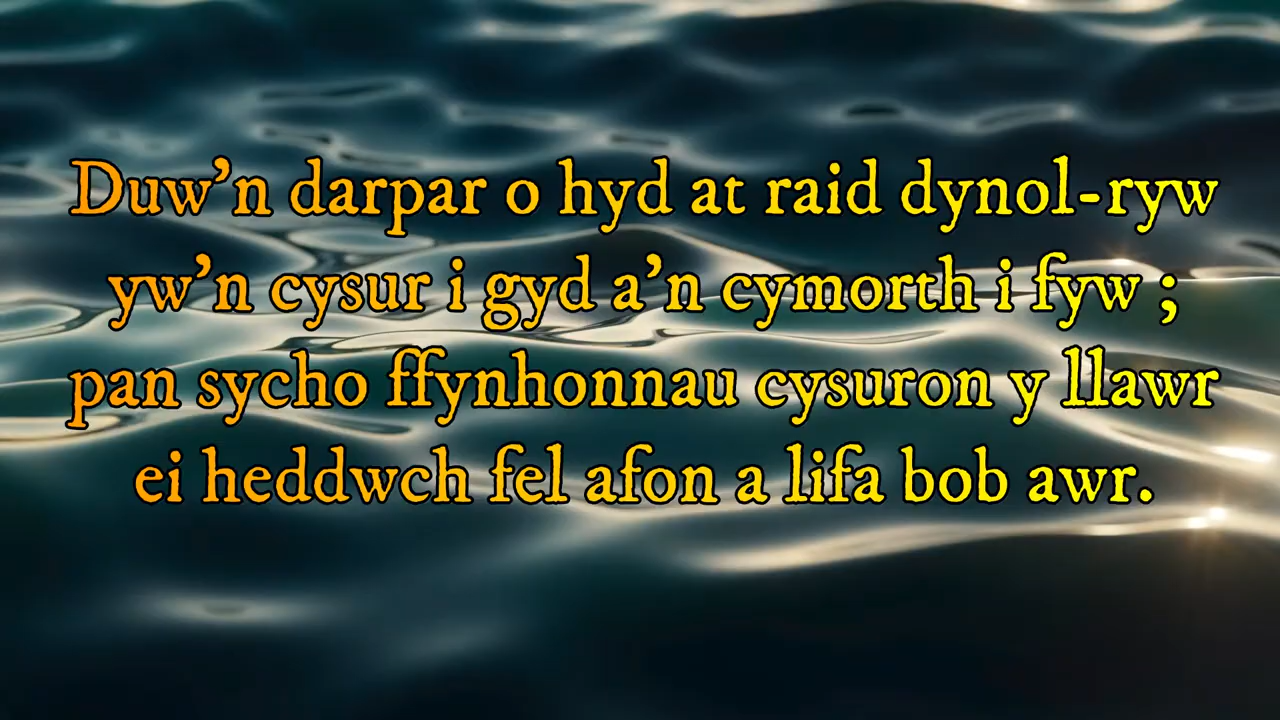 Duw’n darpar o hyd at raid dynol-ryw
yw’n cysur i gyd a’n cymorth i fyw ;
pan sycho ffynhonnau cysuron y llawr
ei heddwch fel afon a lifa bob awr.